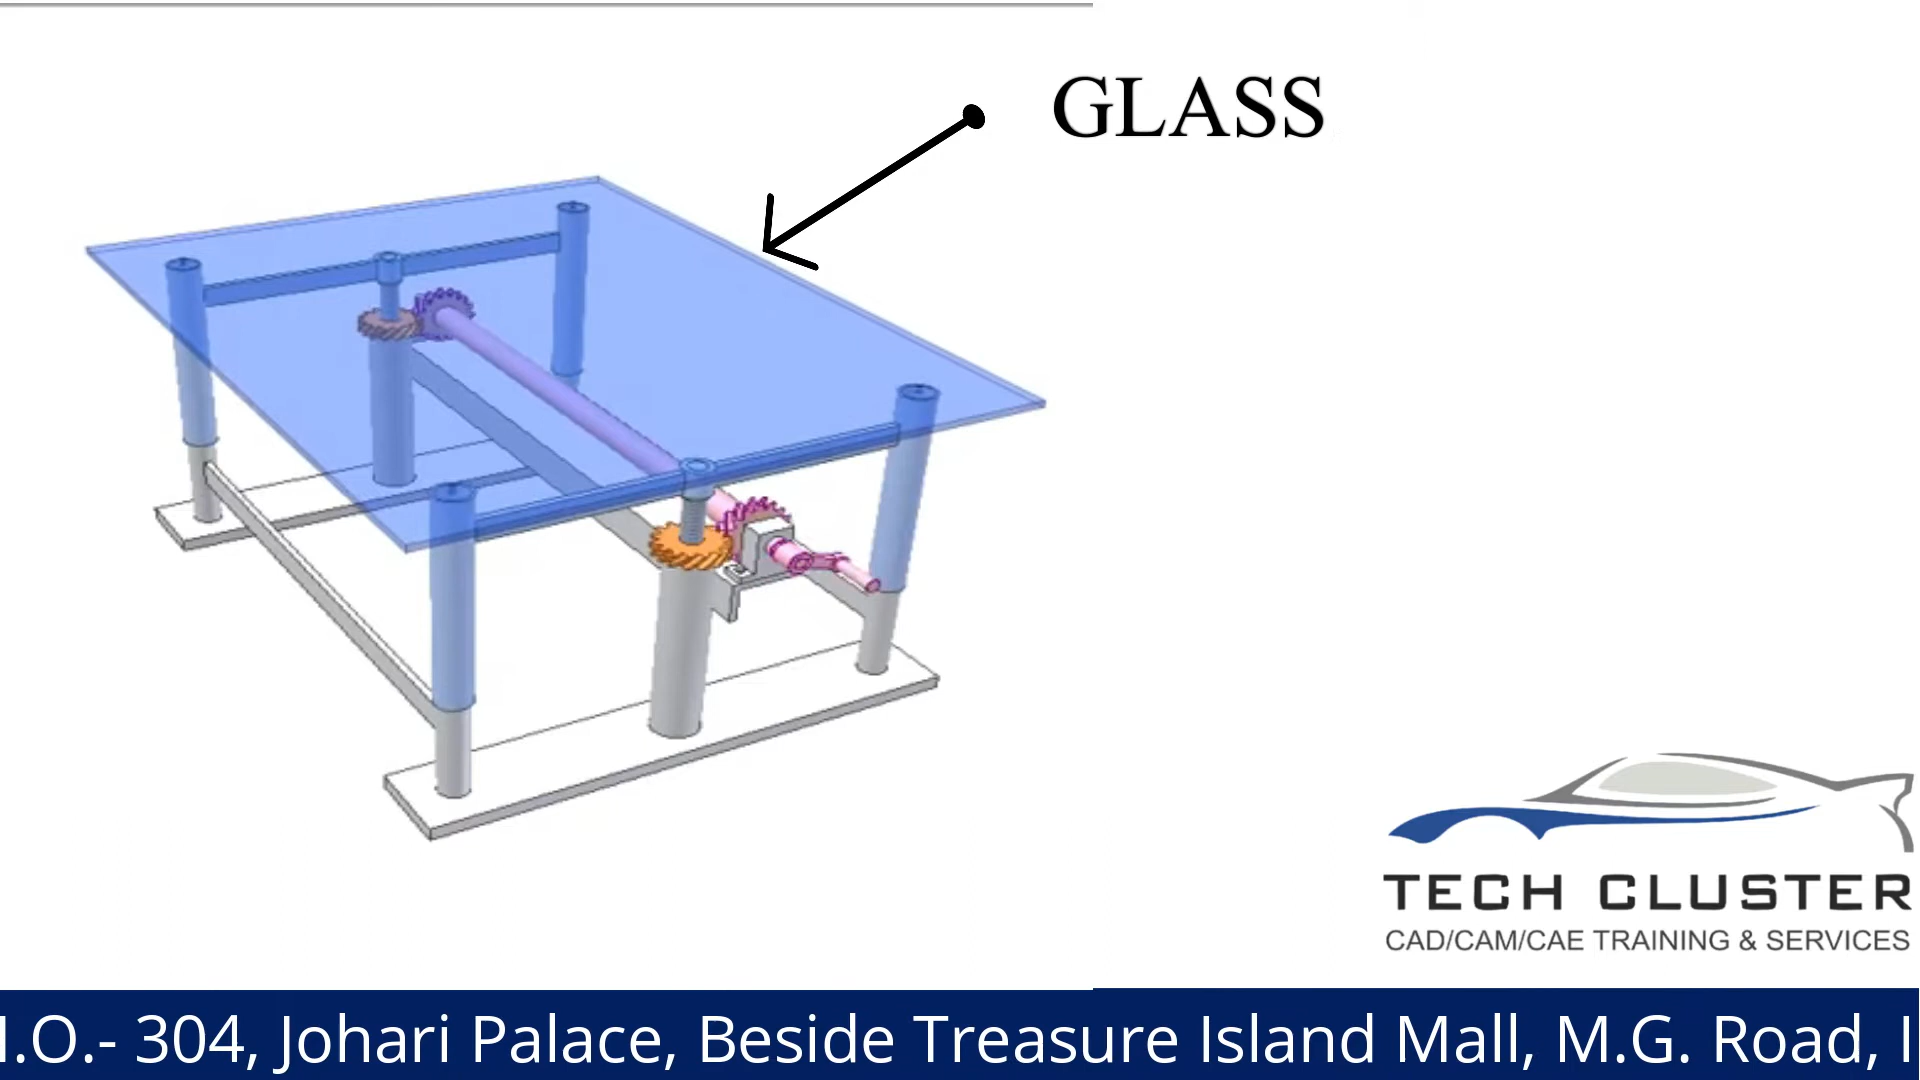 GLASS
TECH CLUSTER
CAD/CAM/CAE TRAINING & SERVICES
.O.- 304, Johari Palace, Beside Treasure Island Mall, M.G. Road,